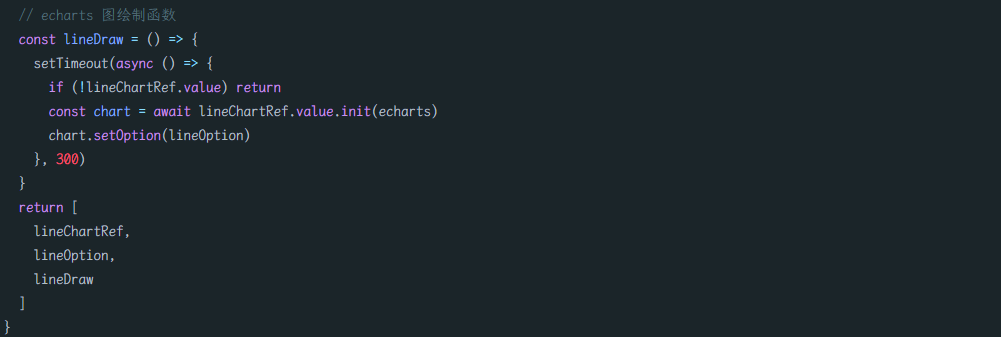 // echarts 图绘制函数
const lineDraw = () => {
setTimeout(async () => {
if (!lineChartRef.value) return
const chart = await lineChartRef.value.init(echarts)
chart.setOption(lineOption)
}, 300)
}
return [
lineChartRef,
lineOption,
lineDraw
]
}